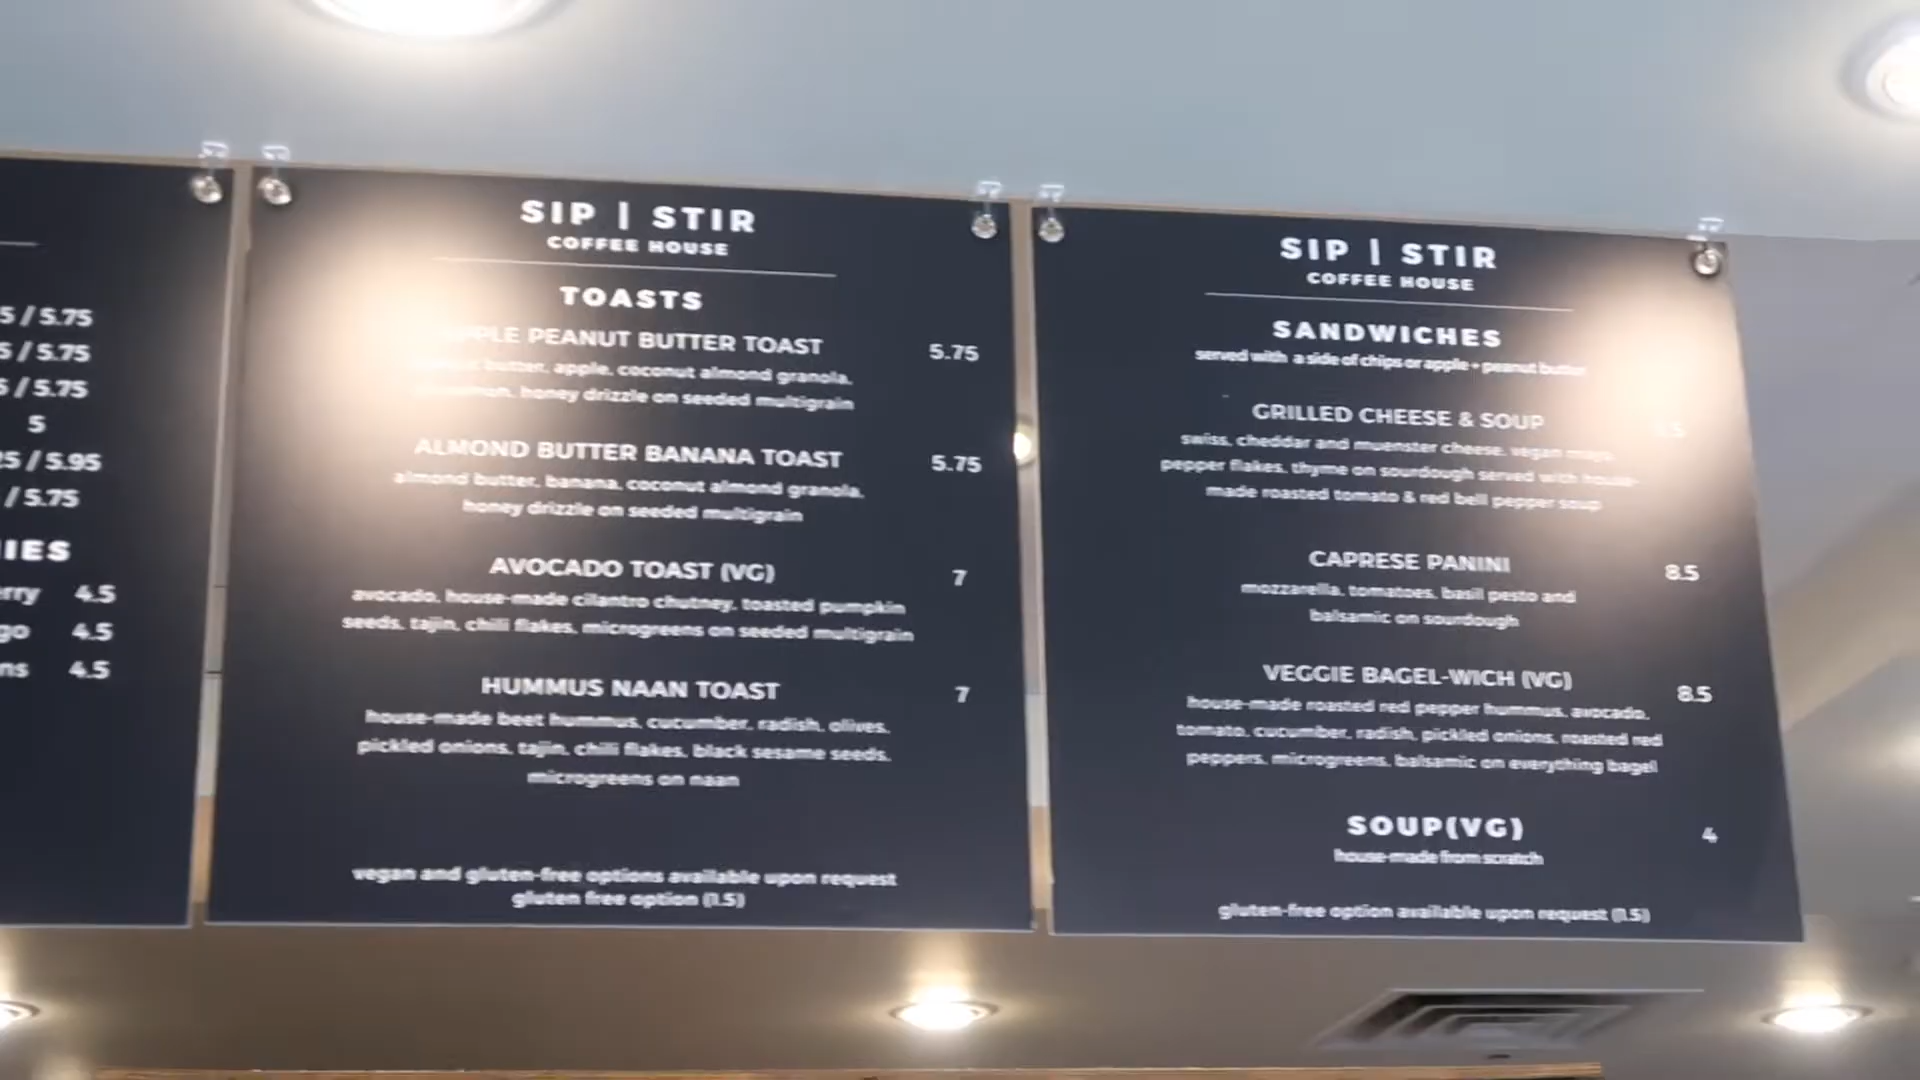 5 / 5.75
5 / 5.75
5 / 5.75
5
25 / 5.95
/ 5.75
IES
rry 4.5
go 4.5
ns 4.5
SIP | STIR
COFFEE HOUSE
TOASTS
PEANUT BUTTER TOAST 5.75
butter, apple, coconut almond granola,
honey drizzle on seeded multigrain
ALMOND BUTTER BANANA TOAST 5.75
almond butter, banana, coconut almond granola,
honey drizzle on seeded multigrain
AVOCADO TOAST (VG) 7
avocado, house-made cilantro chutney, toasted pumpkin
seeds, tajin, chili flakes, microgreens on seeded multigrain
HUMMUS NAAN TOAST 7
house-made beet hummus, cucumber, radish, olives,
pickled onions, tajin, chili flakes, black sesame seeds,
microgreens on naan
vegan and gluten-free options available upon request
gluten free option (1.5)
SIP | STIR
COFFEE HOUSE
SANDWICHES
served with a side of chips or apple + peanut butter
GRILLED CHEESE & SOUP
swiss, cheddar and muenster cheese, vegan mayo,
pepper flakes, thyme on sourdough served with house-
made roasted tomato & red bell pepper soup
CAPRESE PANINI 8.5
mozzarella, tomatoes, basil pesto and
balsamic on sourdough
VEGGIE BAGEL-WICH (VG) 8.5
house-made roasted red pepper hummus, avocado,
tomato, cucumber, radish, pickled onions, roasted red
peppers, microgreens, balsamic on everything bagel
SOUP(VG) 4
house-made from scratch
gluten-free option available upon request (1.5)